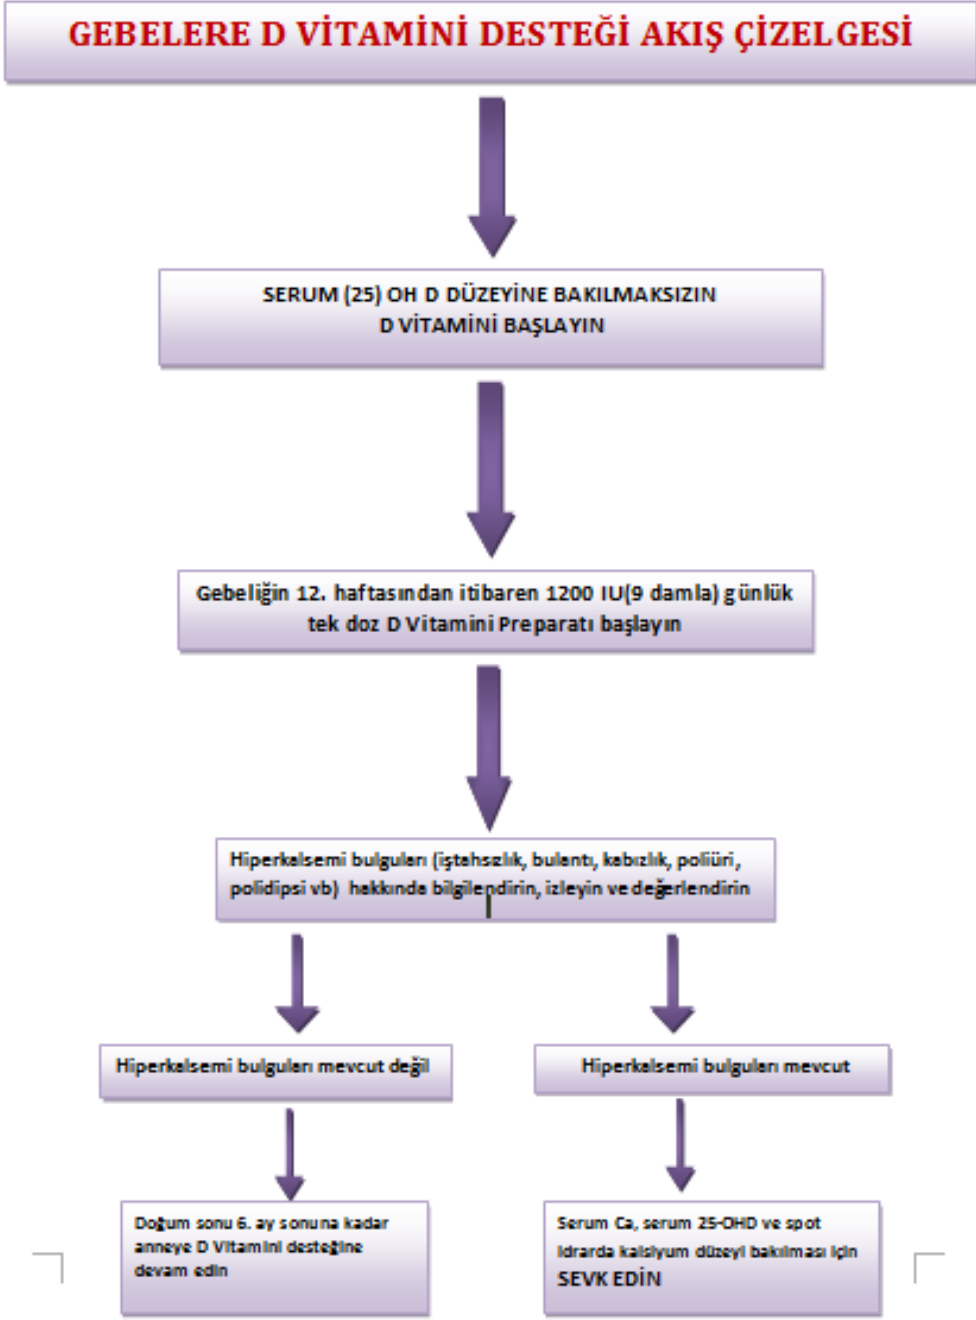 GEBELERE D VİTAMİNİ DESTEĞİ AKIŞ ÇİZELGESİ
SERUM (25) OH D DÜZEYİNE BAKILMAKSIZIN
D VİTAMİNİ BAŞLAYIN
Gebeliğin 12. haftasından itibaren 1200 IU(9 damla) günlük
tek doz D Vitamini Preparatı başlayın
Hiperkalsemi bulguları (iştahsızlık, bulantı, kabızlık, poliüri,
polidipsi vb) hakkında bilgilendirin, izleyin ve değerlendirin
Hiperkalsemi bulguları mevcut değil
Hiperkalsemi bulguları mevcut
Doğum sonu 6. ay sonuna kadar
anneye D Vitamini desteğine
devam edin
Serum Ca, serum 25-OHD ve spot
idrarda kalsiyum düzeyi bakılması için
SEVK EDİN